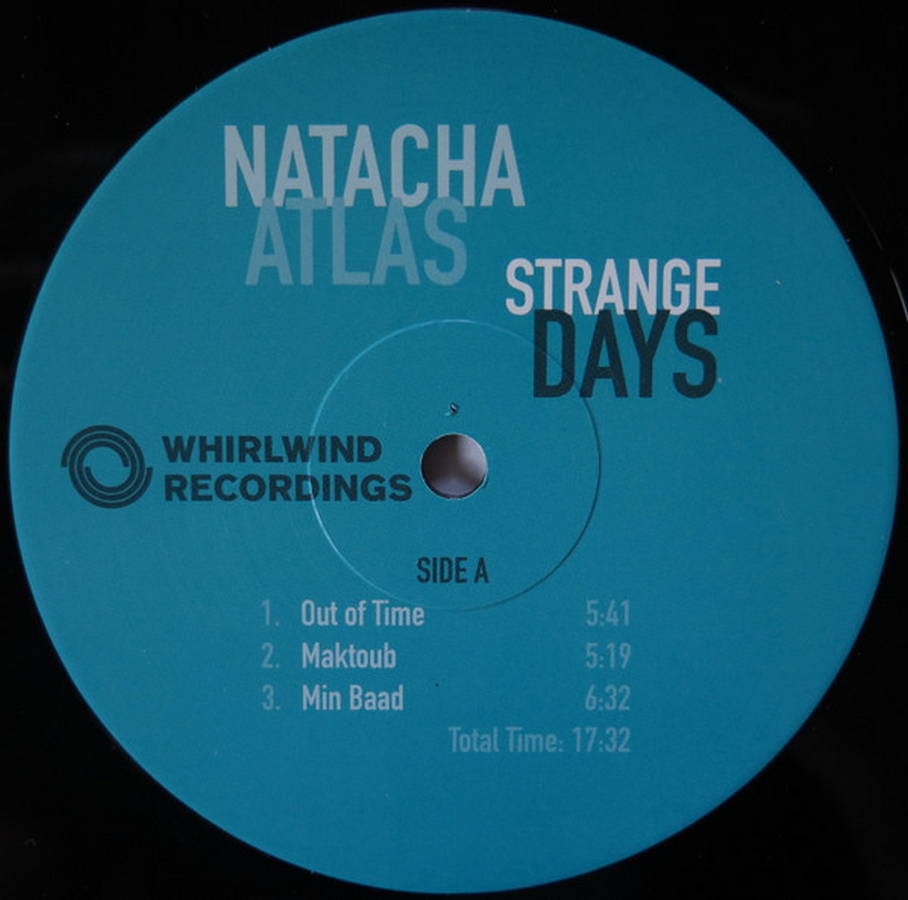 NATACHA
ATLAS
STRANGE
DAYS
WHIRLWIND
RECORDINGS
SIDE A
1. Out of Time 5:41
2. Maktoub 5:19
3. Min Baad 6:32
Total Time: 17:32